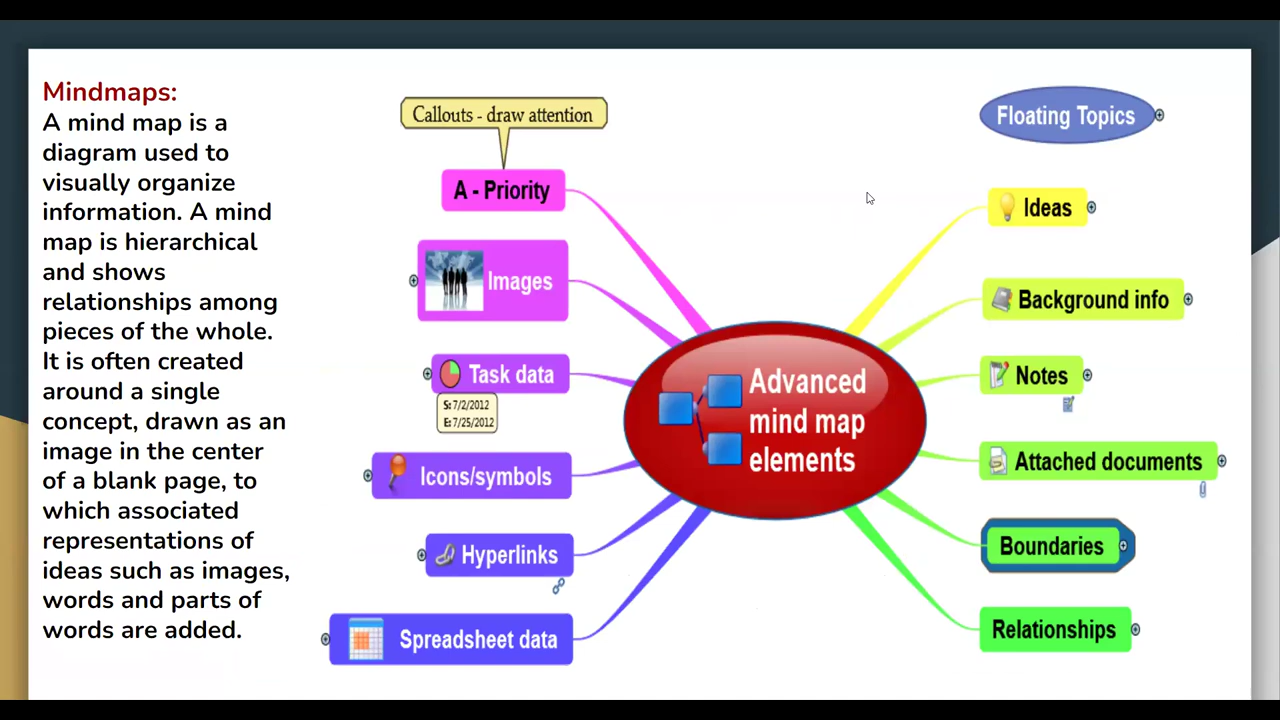 Mindmaps:
A mind map is a
diagram used to
visually organize
information. A mind
map is hierarchical
and shows
relationships among
pieces of the whole.
It is often created
around a single
concept, drawn as an
image in the center
of a blank page, to
which associated
representations of
ideas such as images,
words and parts of
words are added.
Callouts - draw attention
A - Priority
Images
Task data
S: 7/2/2012
E: 7/25/2012
Icons/symbols
Hyperlinks
Spreadsheet data
Advanced
mind map
elements
Floating Topics
Ideas
Background info
Notes
Attached documents
Boundaries
Relationships